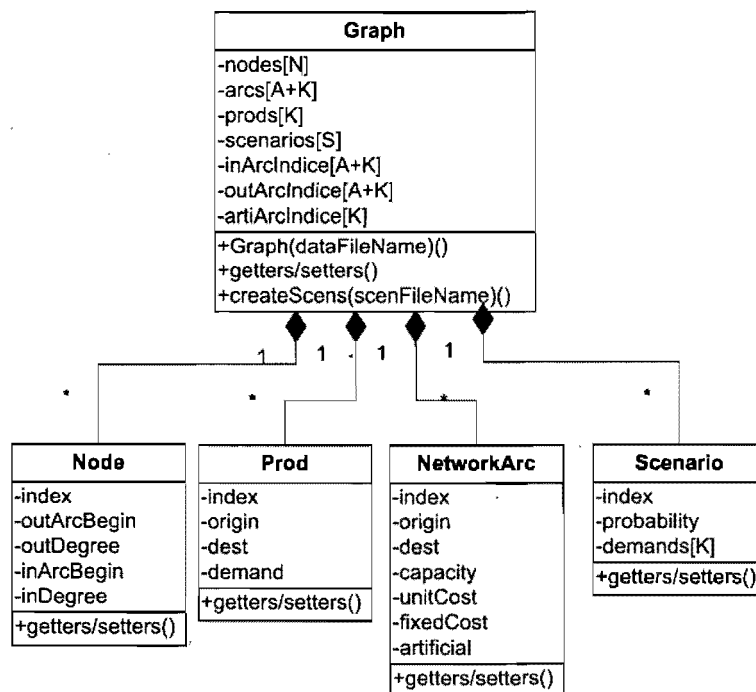 Graph
-nodes[N]
-arcs[A+K]
-prods[K]
-scenarios[S]
-inArcIndice[A+K]
-outArcIndice[A+K]
-artiArcIndice[K]
+Graph(dataFileName)()
+getters/setters()
+createScens(scenFileName)()
1 1 1 1
* * * *
Node
-index
-outArcBegin
-outDegree
-inArcBegin
-inDegree
+getters/setters()
Prod
-index
-origin
-dest
-demand
+getters/setters()
NetworkArc
-index
-origin
-dest
-capacity
-unitCost
-fixedCost
-artificial
+getters/setters()
Scenario
-index
-probability
-demands[K]
+getters/setters()